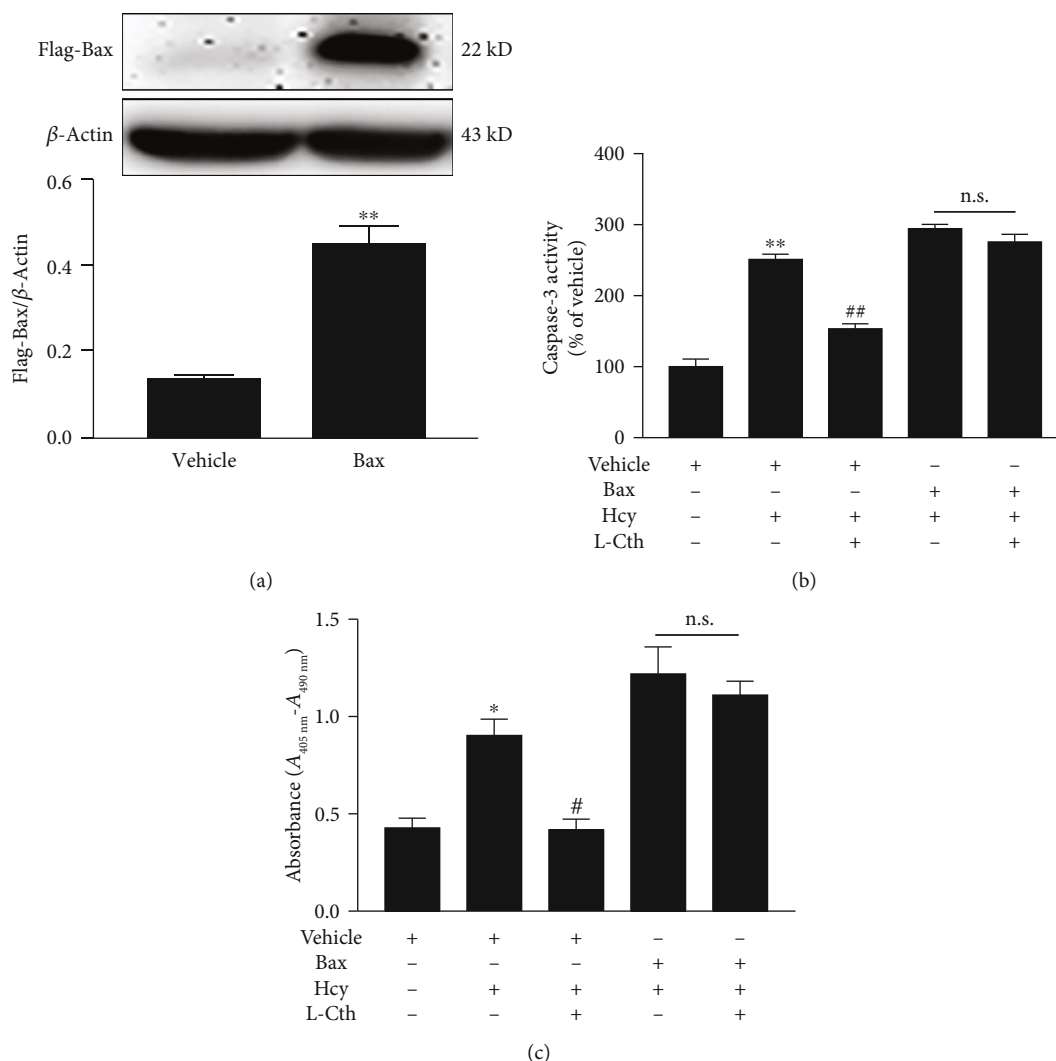 Flag-Bax 22 kD
β-Actin 43 kD
0.6
0.4
0.2
0.0
Flag-Bax/β-Actin
**
Vehicle Bax
(a)
400
300
200
100
0
Caspase-3 activity
(% of vehicle)
**
##
n.s.
Vehicle + + + – –
Bax – – – + +
Hcy – + + + +
L-Cth – – + – +
(b)
1.5
1.0
0.5
0.0
Absorbance (A405 nm-A490 nm)
*
#
n.s.
Vehicle + + + – –
Bax – – – + +
Hcy – + + + +
L-Cth – – + – +
(c)